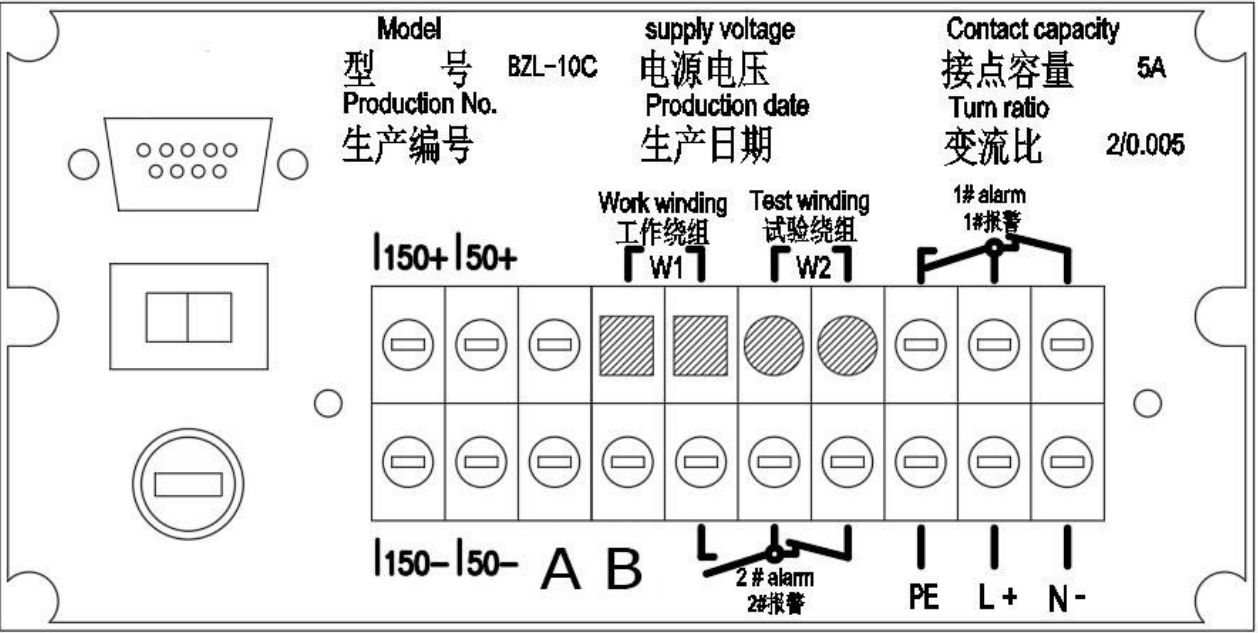 Model supply voltage Contact capacity
型 号 BZL-10C 电源电压 接点容量 5A
Production No. Production date Turn ratio
生产编号 生产日期 变流比 2/0.005
Work winding Test winding 1# alarm
工作绕组 试验绕组 1#报警
I150+ I50+ W1 W2
I150- I50- A B
2 # alarm
2#报警
PE L + N -